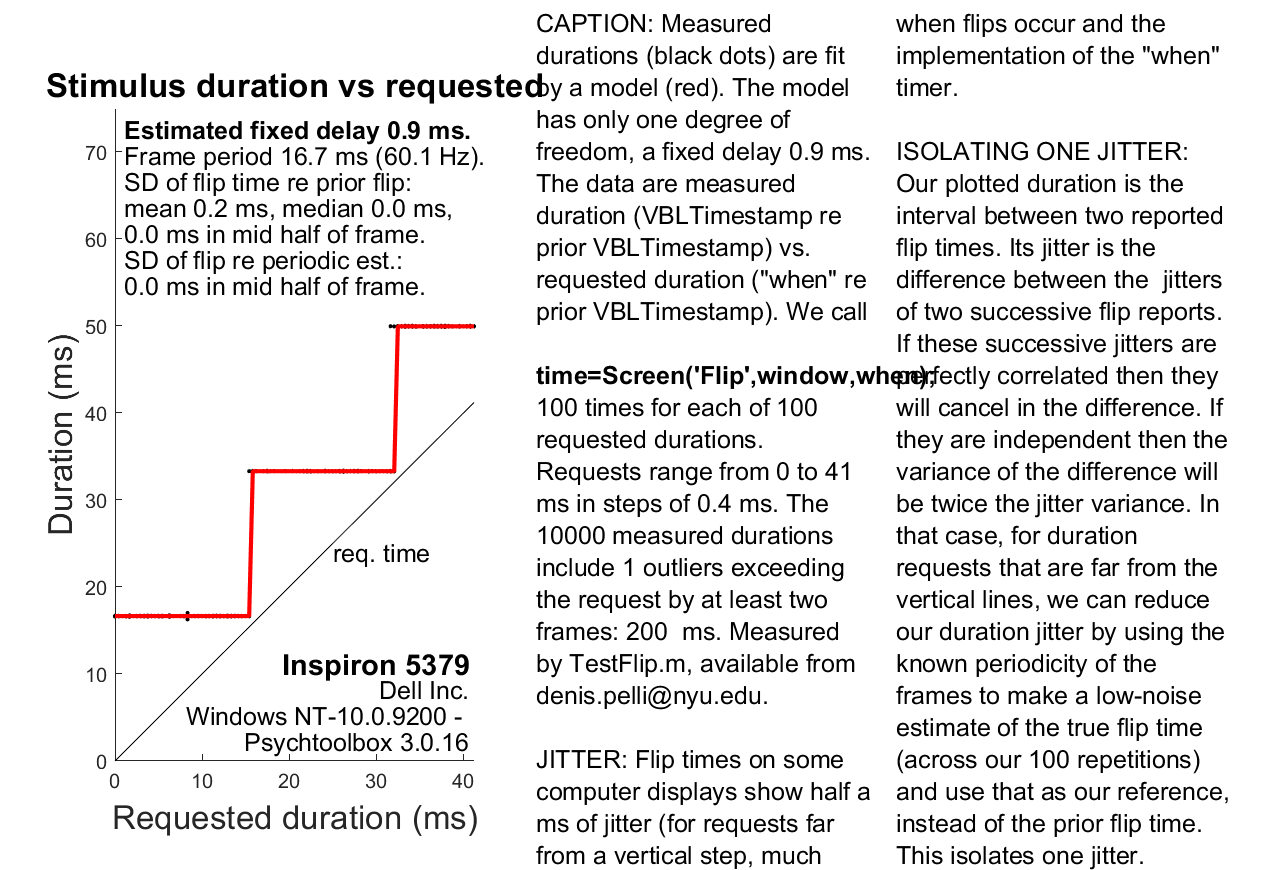 Stimulus duration vs requested
Estimated fixed delay 0.9 ms.
Frame period 16.7 ms (60.1 Hz).
SD of flip time re prior flip:
mean 0.2 ms, median 0.0 ms,
0.0 ms in mid half of frame.
SD of flip re periodic est.:
0.0 ms in mid half of frame.
70
60
50
40
30
20
10
0
Duration (ms)
req. time
Inspiron 5379
Dell Inc.
Windows NT-10.0.9200 -
Psychtoolbox 3.0.16
0 10 20 30 40
Requested duration (ms)
CAPTION: Measured
durations (black dots) are fit
by a model (red). The model
has only one degree of
freedom, a fixed delay 0.9 ms.
The data are measured
duration (VBLTimestamp re
prior VBLTimestamp) vs.
requested duration ("when" re
prior VBLTimestamp). We call
time=Screen('Flip',window,when);
100 times for each of 100
requested durations.
Requests range from 0 to 41
ms in steps of 0.4 ms. The
10000 measured durations
include 1 outliers exceeding
the request by at least two
frames: 200  ms. Measured
by TestFlip.m, available from
denis.pelli@nyu.edu.
JITTER: Flip times on some
computer displays show half a
ms of jitter (for requests far
from a vertical step, much
when flips occur and the
implementation of the "when"
timer.
ISOLATING ONE JITTER:
Our plotted duration is the
interval between two reported
flip times. Its jitter is the
difference between the  jitters
of two successive flip reports.
If these successive jitters are
perfectly correlated then they
will cancel in the difference. If
they are independent then the
variance of the difference will
be twice the jitter variance. In
that case, for duration
requests that are far from the
vertical lines, we can reduce
our duration jitter by using the
known periodicity of the
frames to make a low-noise
estimate of the true flip time
(across our 100 repetitions)
and use that as our reference,
instead of the prior flip time.
This isolates one jitter.